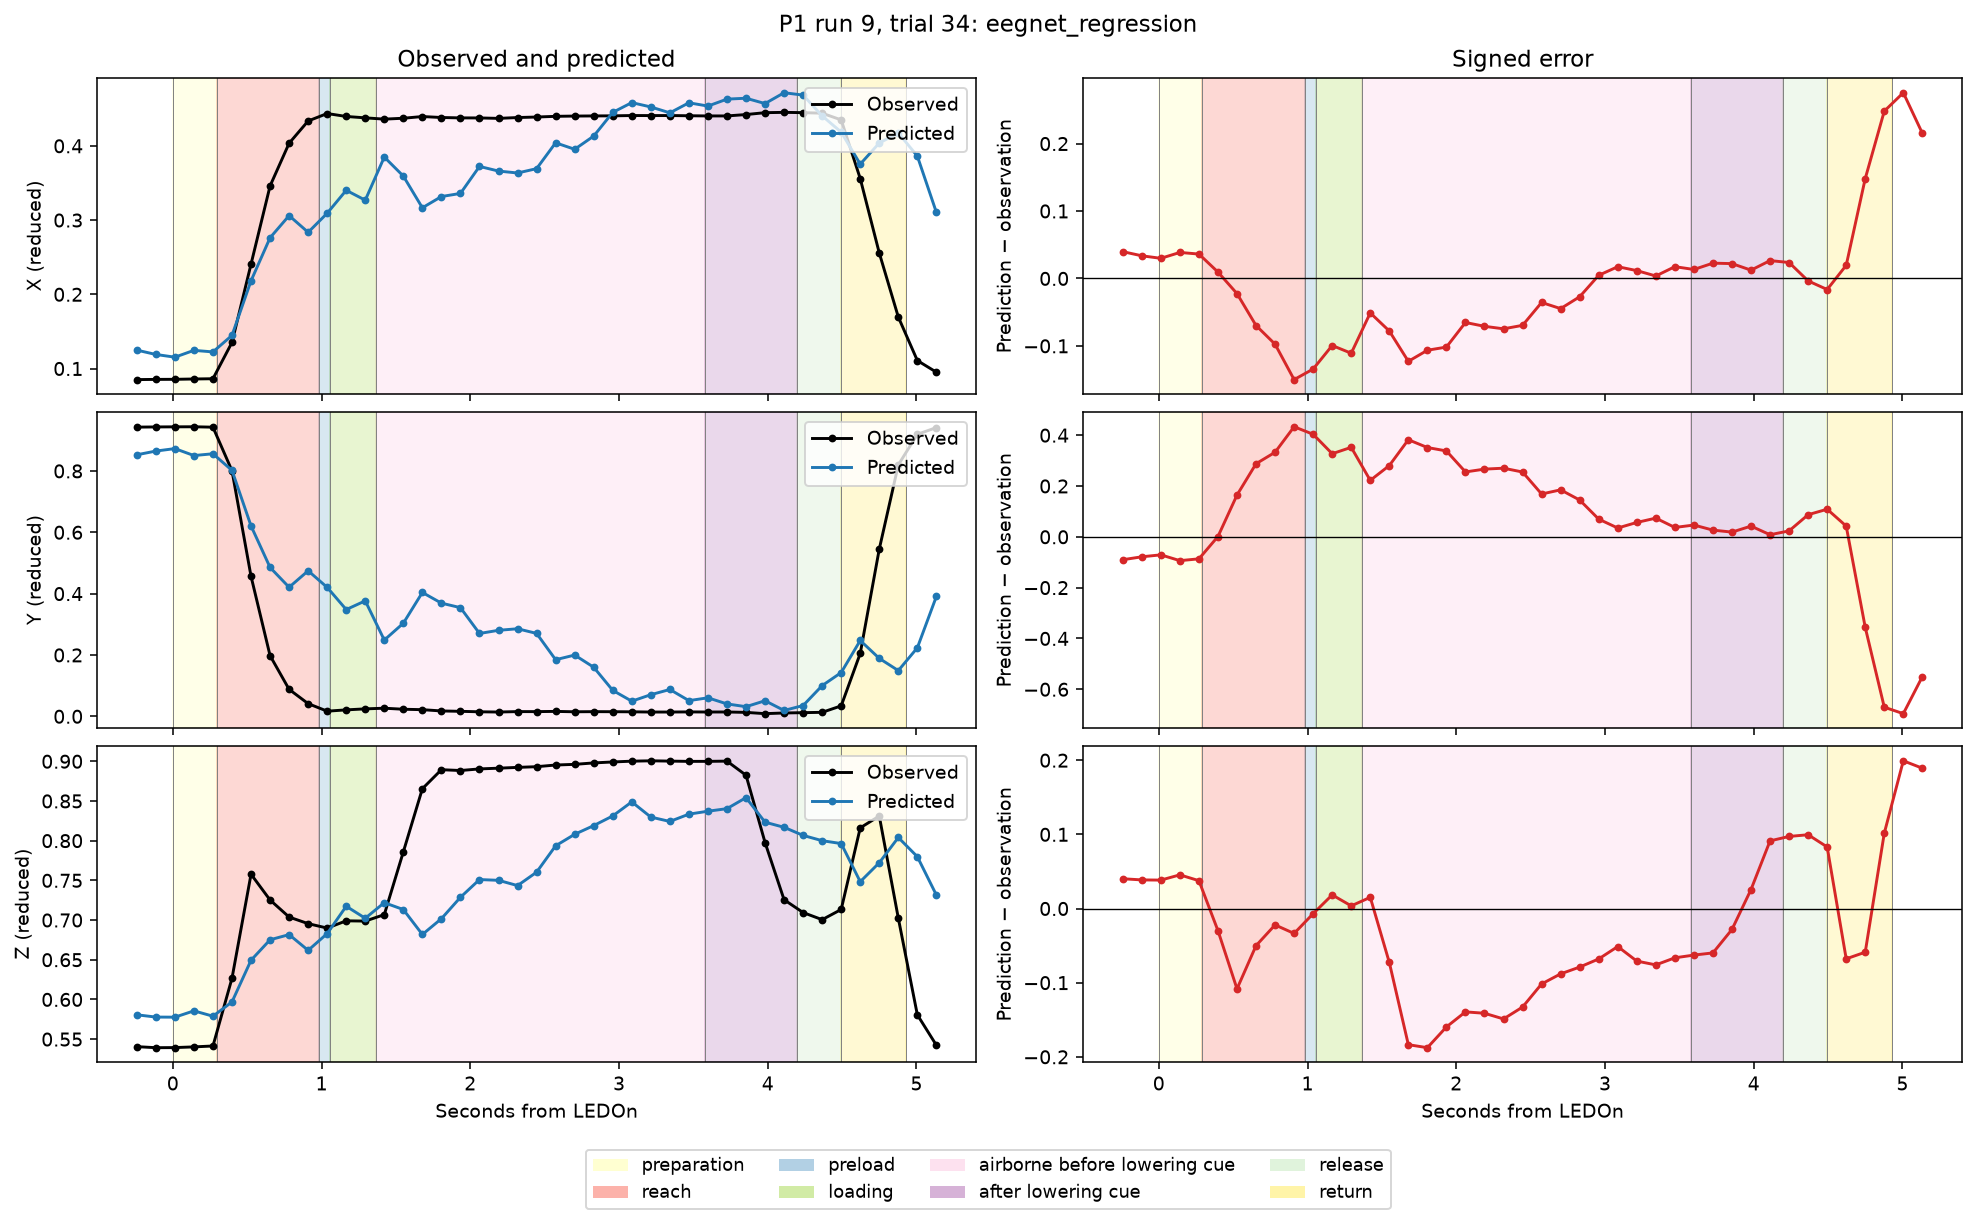 P1 run 9, trial 34: eegnet_regression
Observed and predicted
Signed error
X (reduced)
0.4
0.3
0.2
0.1
Observed
Predicted
Prediction − observation
0.2
0.1
0.0
−0.1
Y (reduced)
0.8
0.6
0.4
0.2
0.0
Observed
Predicted
Prediction − observation
0.4
0.2
0.0
−0.2
−0.4
−0.6
Z (reduced)
0.90
0.85
0.80
0.75
0.70
0.65
0.60
0.55
Observed
Predicted
Prediction − observation
0.2
0.1
0.0
−0.1
−0.2
0 1 2 3 4 5
Seconds from LEDOn
0 1 2 3 4 5
Seconds from LEDOn
preparation preload airborne before lowering cue release
reach loading after lowering cue return